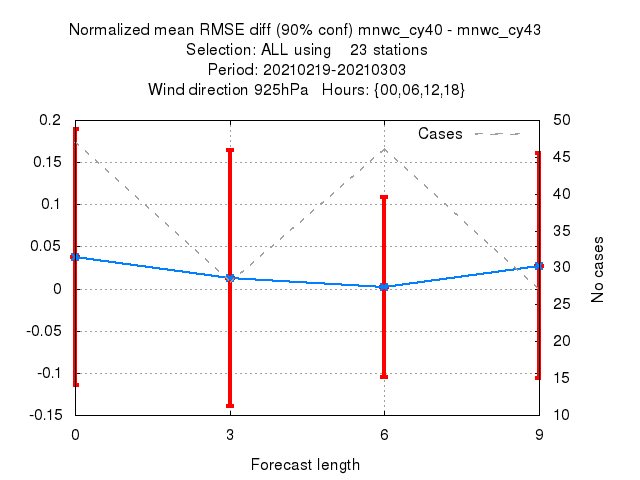 Normalized mean RMSE diff (90% conf) mnwc_cy40 - mnwc_cy43
Selection: ALL using    23 stations
Period: 20210219-20210303
Wind direction 925hPa   Hours: {00,06,12,18}
Cases
0.2
0.15
0.1
0.05
0
-0.05
-0.1
-0.15
50
45
40
35
30
25
20
15
10
No cases
0 3 6 9
Forecast length